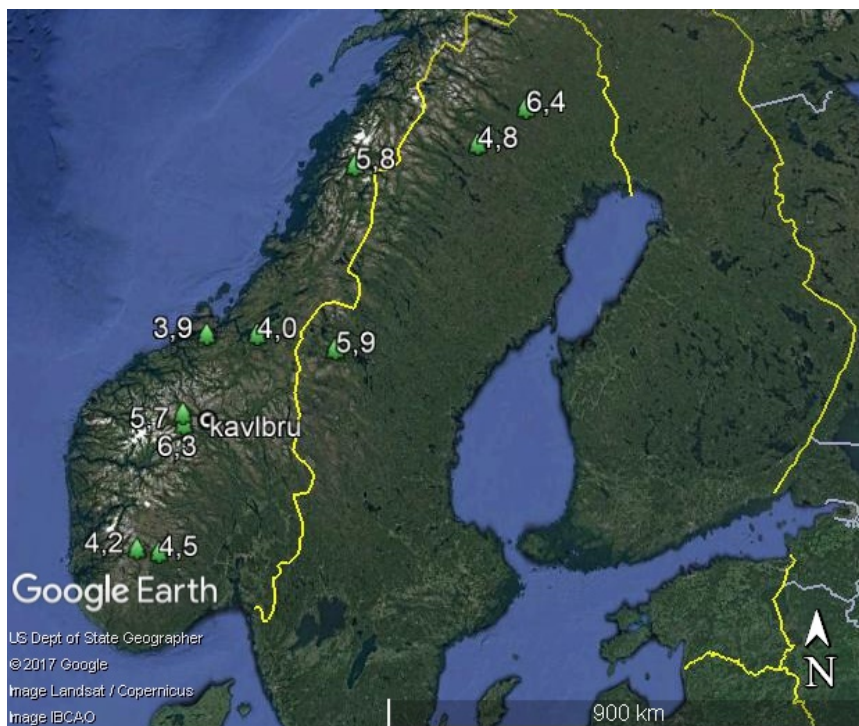 6,4
4,8
5,8
3,9
4,0
5,9
5,7
kavlbru
6,3
4,2
4,5
Google Earth
US Dept of State Geographer
© 2017 Google
Image Landsat / Copernicus
Image IBCAO
900 km
N